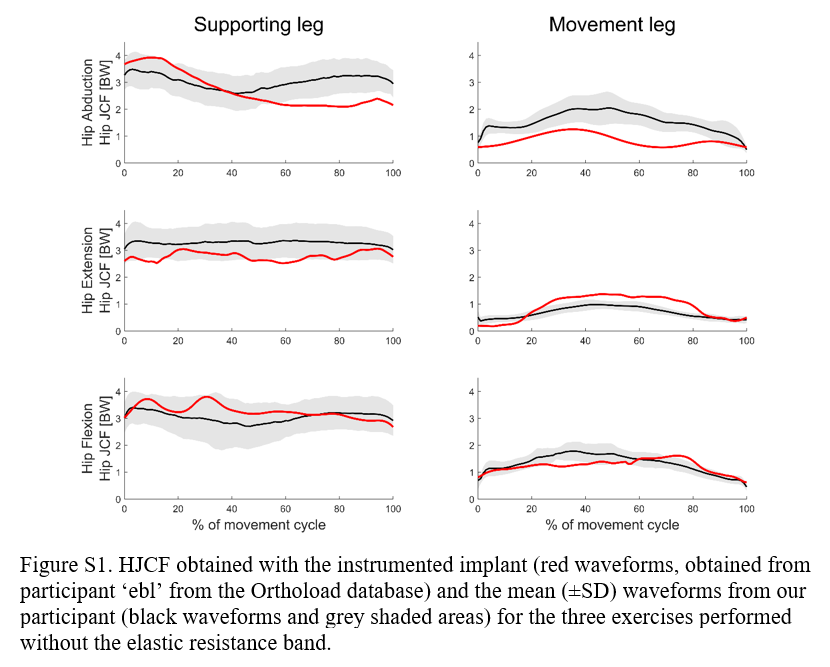 Supporting leg
Movement leg
Hip Abduction
Hip JCF [BW]
4
3
2
1
0
0 20 40 60 80 100
4
3
2
1
0
0 20 40 60 80 100
Hip Extension
Hip JCF [BW]
4
3
2
1
0
0 20 40 60 80 100
4
3
2
1
0
0 20 40 60 80 100
Hip Flexion
Hip JCF [BW]
4
3
2
1
0
0 20 40 60 80 100
% of movement cycle
4
3
2
1
0
0 20 40 60 80 100
% of movement cycle
Figure S1. HJCF obtained with the instrumented implant (red waveforms, obtained from
participant ‘ebl’ from the Orthoload database) and the mean (±SD) waveforms from our
participant (black waveforms and grey shaded areas) for the three exercises performed
without the elastic resistance band.